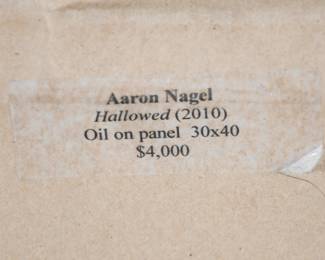 Aaron Nagel
Hallowed (2010)
Oil on panel 30x40
$4,000